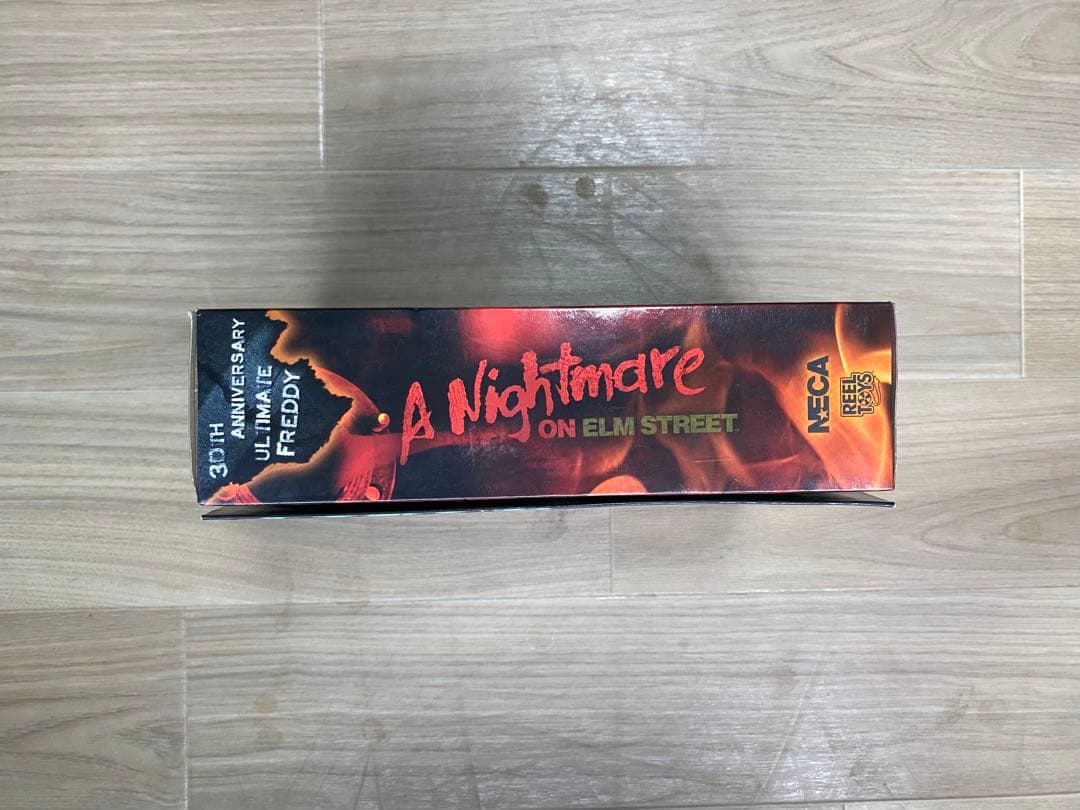 30TH
ANNIVERSARY
ULTIMATE
FREDDY
A Nightmare
ON ELM STREET
NECA
REEL
TOYS